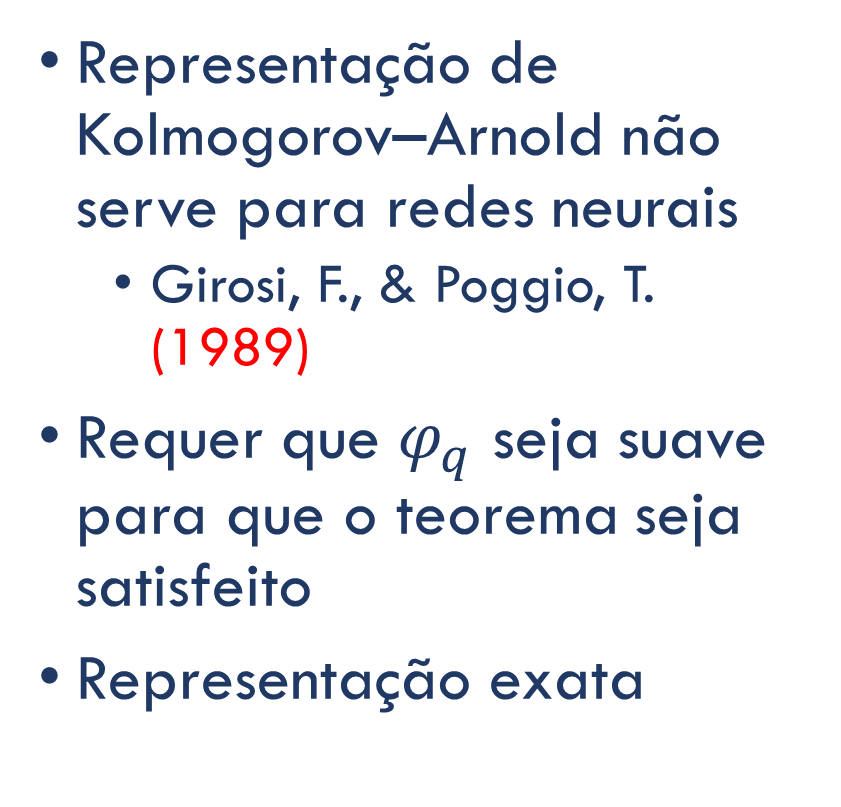 • Representação de
Kolmogorov–Arnold não
serve para redes neurais
• Girosi, F., & Poggio, T.
(1989)
• Requer que φ_q seja suave
para que o teorema seja
satisfeito
• Representação exata